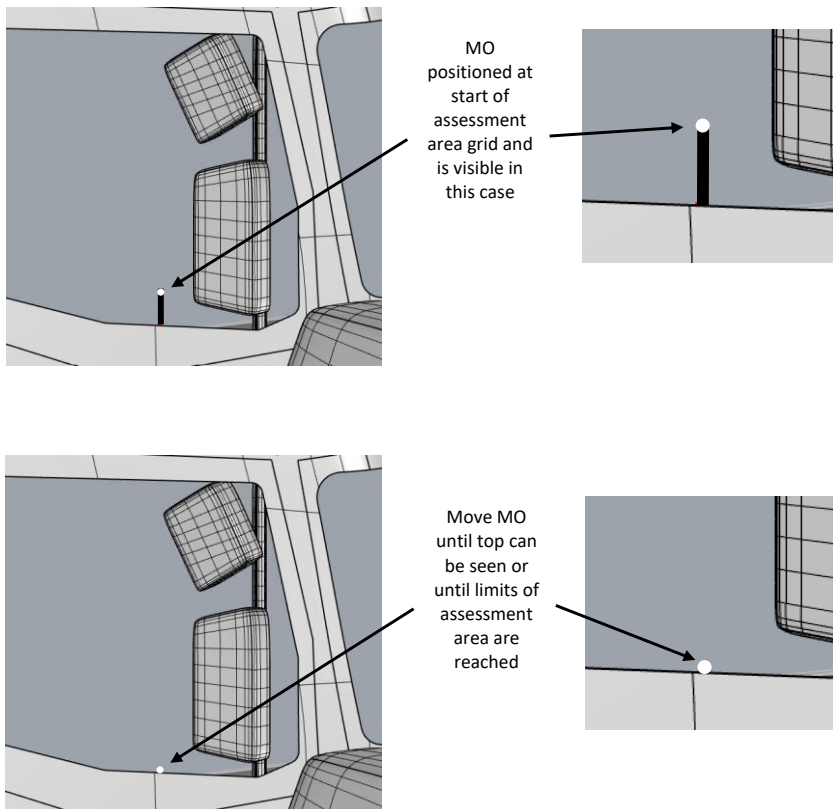 MO
positioned at
start of
assessment
area grid and
is visible in
this case
Move MO
until top can
be seen or
until limits of
assessment
area are
reached